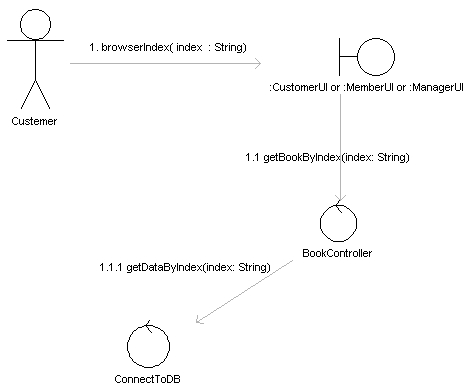 1. browserIndex( index : String)
Custemer
:CustomerUI or :MemberUI or :ManagerUI
1.1 getBookByIndex(index: String)
BookController
1.1.1 getDataByIndex(index: String)
ConnectToDB